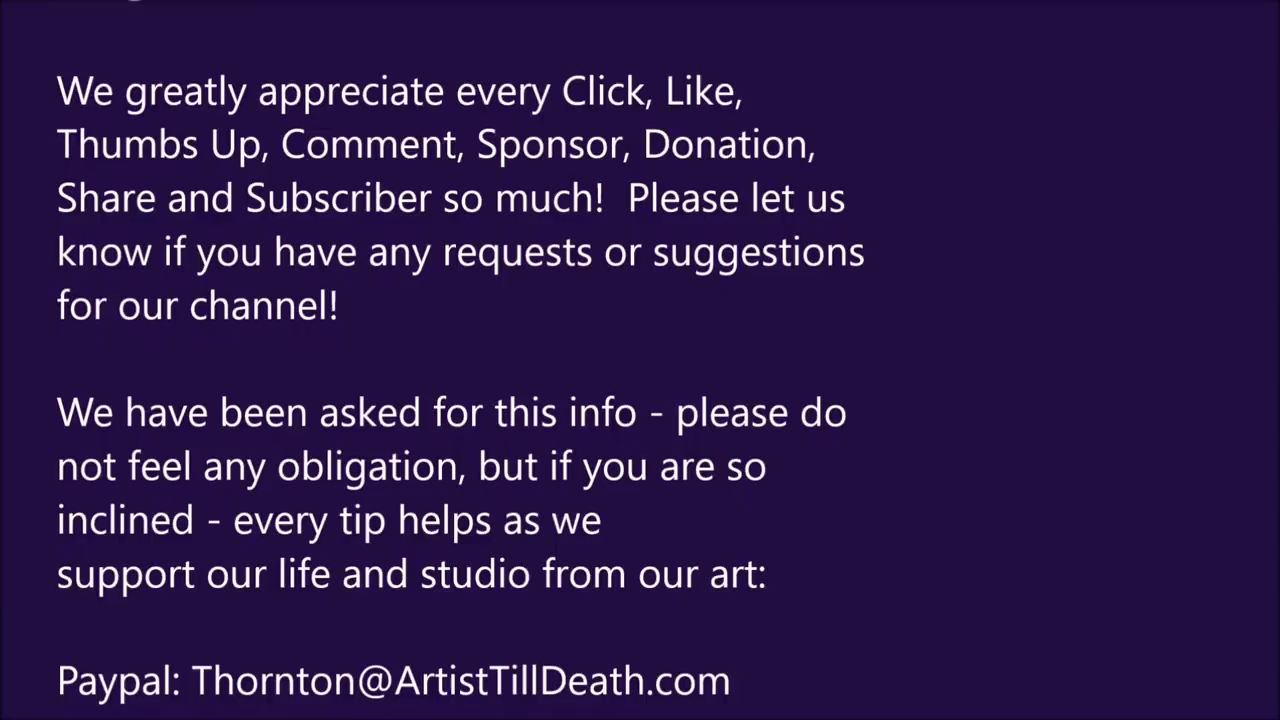 We greatly appreciate every Click, Like,
Thumbs Up, Comment, Sponsor, Donation,
Share and Subscriber so much!  Please let us
know if you have any requests or suggestions
for our channel!
We have been asked for this info - please do
not feel any obligation, but if you are so
inclined - every tip helps as we
support our life and studio from our art:
Paypal: Thornton@ArtistTillDeath.com